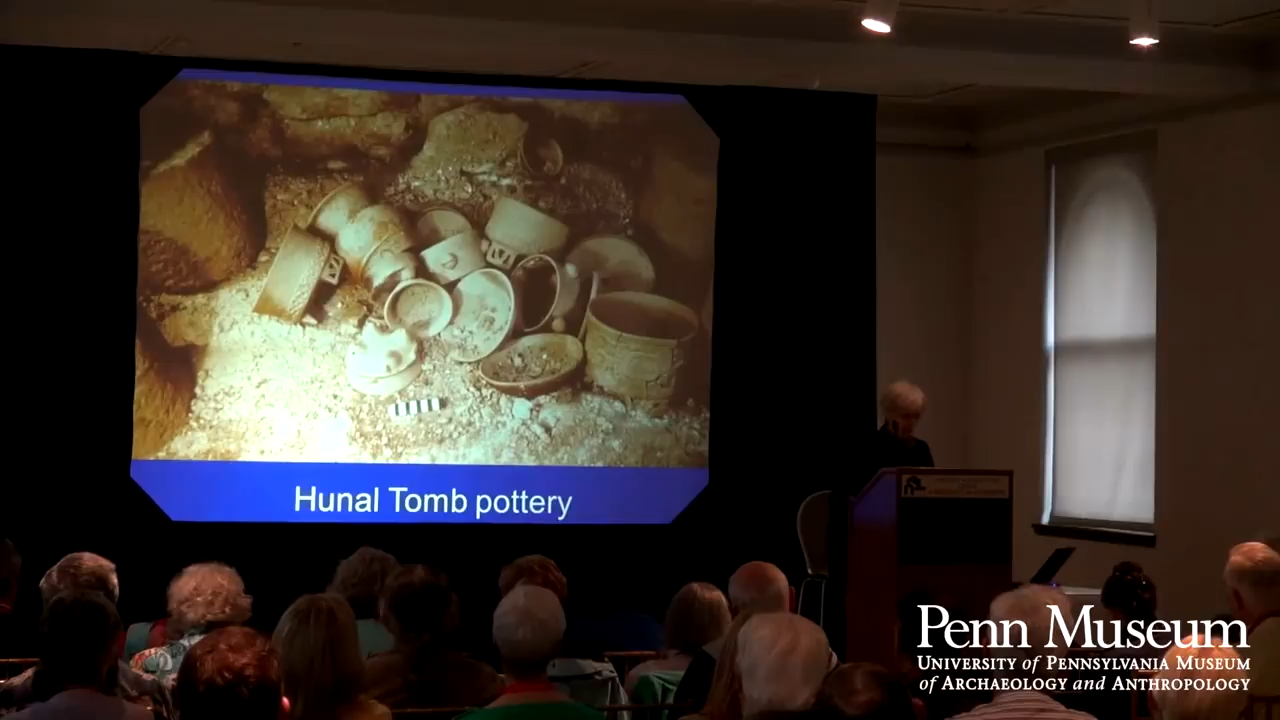 Hunal Tomb pottery
Penn Museum
University of Pennsylvania Museum
of Archaeology and Anthropology